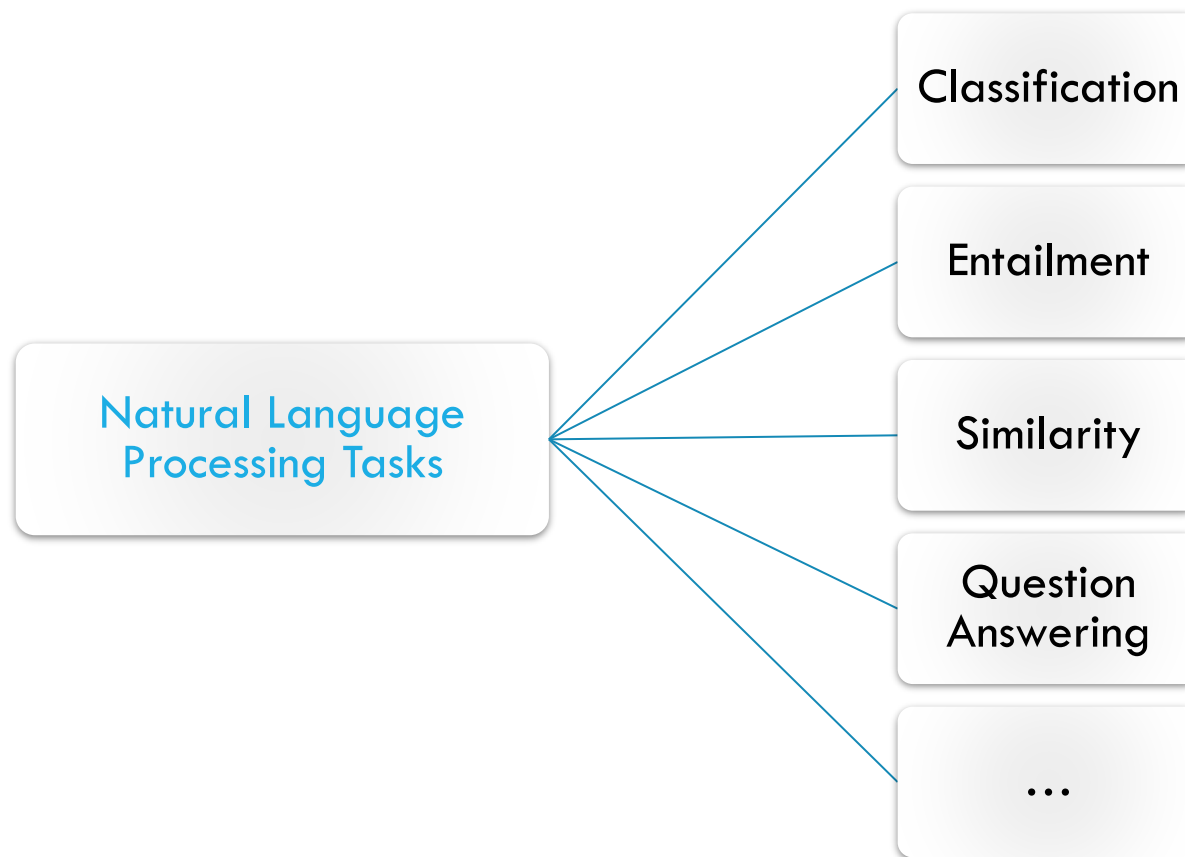 Natural Language
Processing Tasks
Classification
Entailment
Similarity
Question
Answering
...